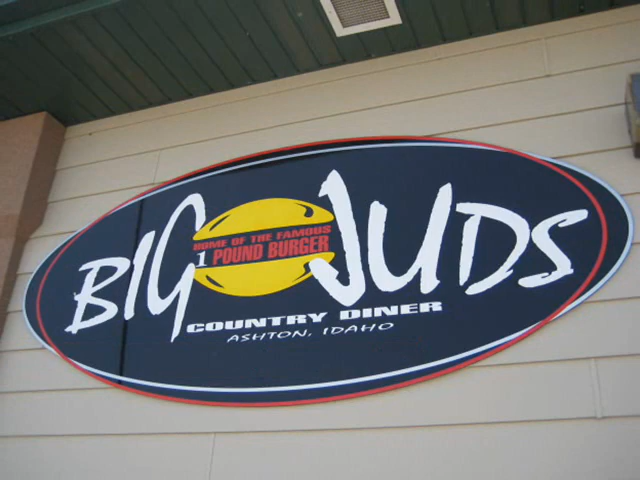 BIG JUDS
HOME OF THE FAMOUS
1 POUND BURGER
COUNTRY DINER
ASHTON, IDAHO